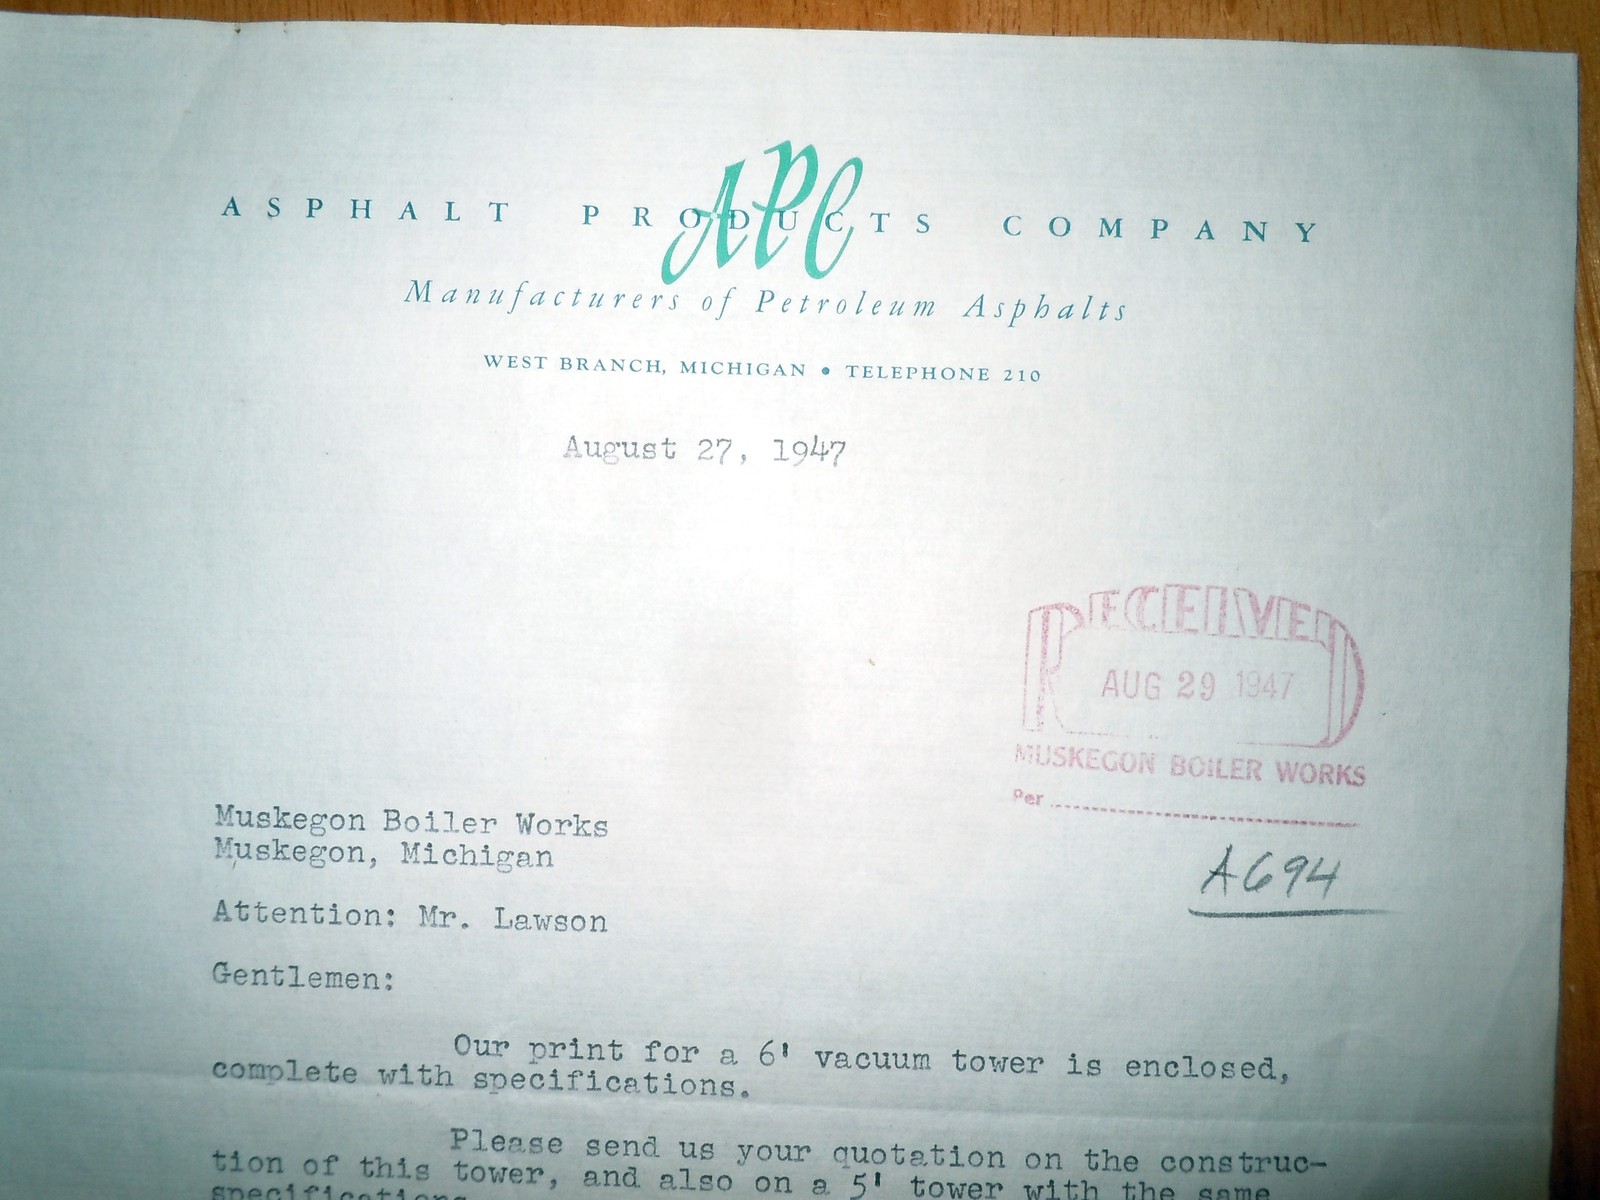 APC
ASPHALT PRODUCTS COMPANY
Manufacturers of Petroleum Asphalts
WEST BRANCH, MICHIGAN • TELEPHONE 210
August 27, 1947
RECEIVED
AUG 29 1947
MUSKEGON BOILER WORKS
Per
A694
Muskegon Boiler Works
Muskegon, Michigan
Attention: Mr. Lawson
Gentlemen:
Our print for a 6' vacuum tower is enclosed,
complete with specifications.
Please send us your quotation on the construc-
tion of this tower, and also on a 5' tower with the same
specifications.